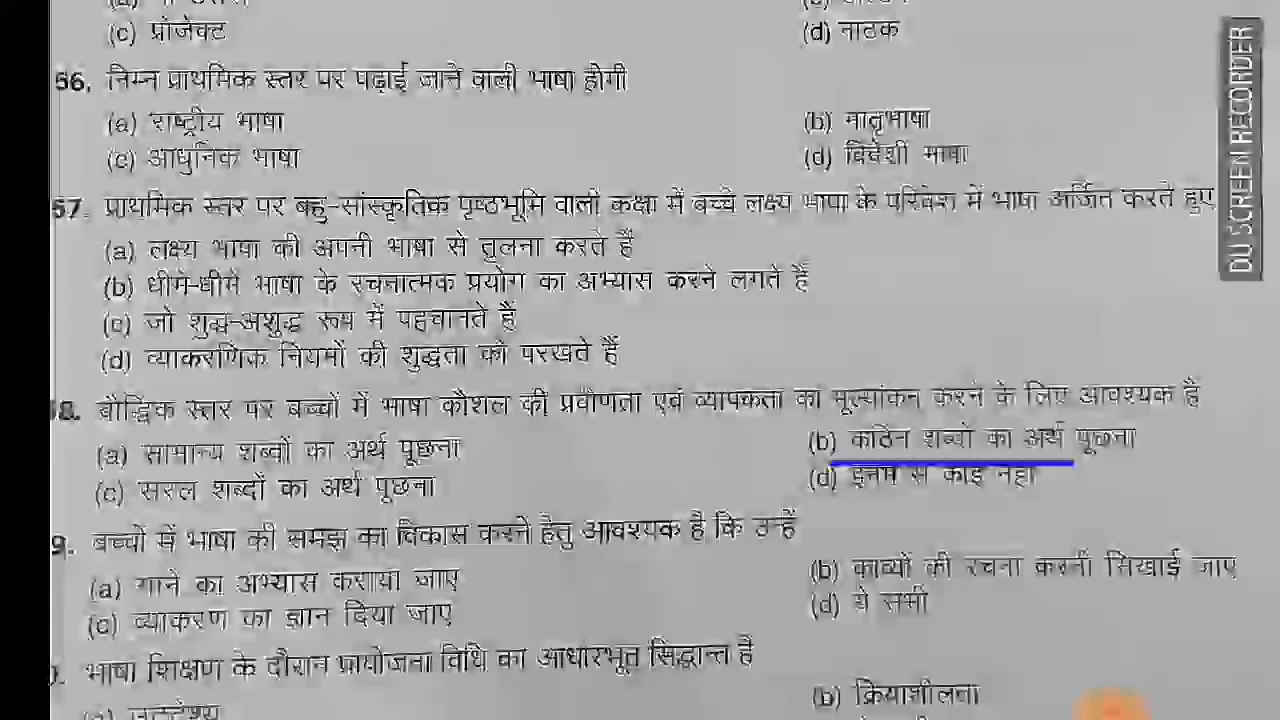 (c) प्रोजेक्ट
(d) नाटक
56. निम्न प्राथमिक स्तर पर पढ़ाई जाने वाली भाषा होगी
(a) राष्ट्रीय भाषा
(b) मातृभाषा
(c) आधुनिक भाषा
(d) विदेशी भाषा
57. प्राथमिक स्तर पर बहु-सांस्कृतिक पृष्ठभूमि वाली कक्षा में बच्चे लक्ष्य भाषा के परिवेश में भाषा अर्जित करते हुए
(a) लक्ष्य भाषा की अपनी भाषा से तुलना करते हैं
(b) धीमे-धीमे भाषा के रचनात्मक प्रयोग का अभ्यास करने लगते हैं
(c) जो शुद्ध-अशुद्ध रूप में पहचानते हैं
(d) व्याकरणिक नियमों की शुद्धता को परखते हैं
8. बौद्धिक स्तर पर बच्चों में भाषा कौशल की प्रवीणता एवं व्यापकता का मूल्यांकन करने के लिए आवश्यक है
(a) सामान्य शब्दों का अर्थ पूछना
(b) कठिन शब्दों का अर्थ पूछना
(c) सरल शब्दों का अर्थ पूछना
(d) इनमें से कोई नहीं
9. बच्चों में भाषा की समझ का विकास करने हेतु आवश्यक है कि उन्हें
(a) गाने का अभ्यास कराया जाए
(b) काव्यों की रचना करनी सिखाई जाए
(c) व्याकरण का ज्ञान दिया जाए
(d) ये सभी
भाषा शिक्षण के दौरान प्रायोजना विधि का आधारभूत सिद्धान्त है
(b) क्रियाशीलता
DU SCREEN RECORDER